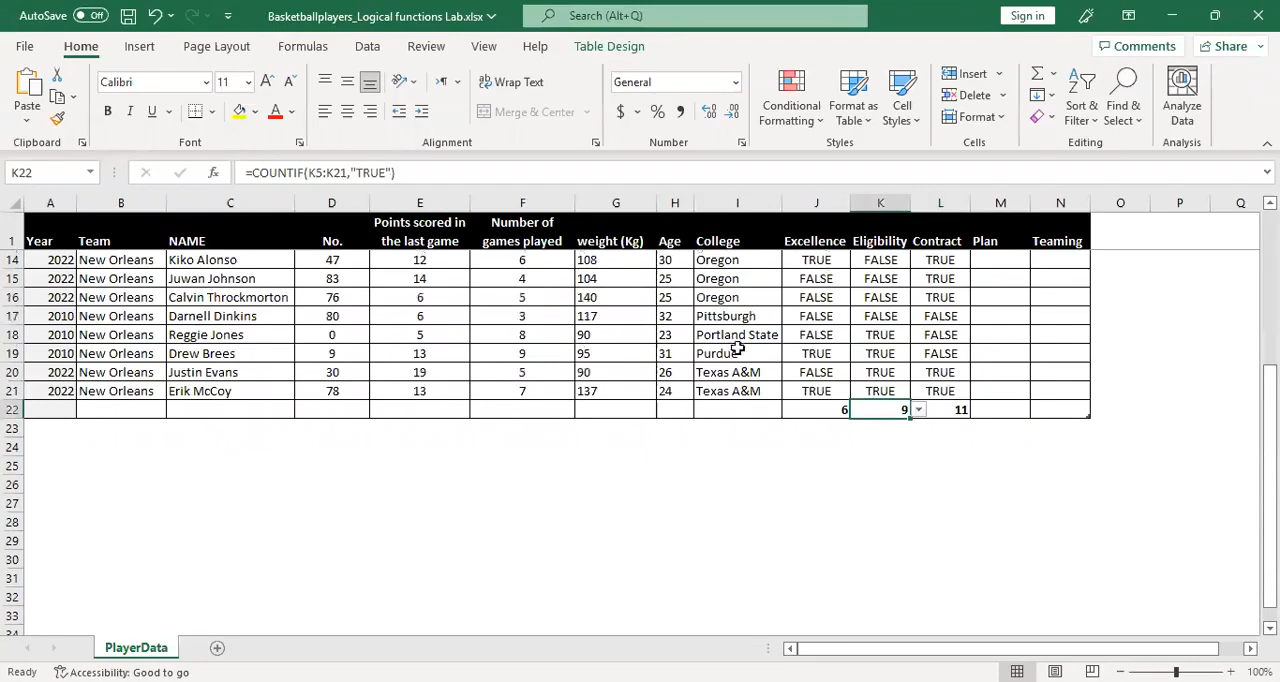 AutoSave Off Basketballplayers_Logical functions Lab.xlsx Search (Alt+Q) Sign in
File Home Insert Page Layout Formulas Data Review View Help Table Design Comments Share
Paste Calibri 11 Wrap Text General Conditional Formatting Format as Table Cell Styles Insert Sort & Filter Find & Select Analyze Data
B I U Merge & Center $ % Delete
Format
Clipboard Font Alignment Number Styles Cells Editing Analysis
K22 fx =COUNTIF(K5:K21,"TRUE")
A B C D E F G H I J K L M N O P Q
1 Year Team NAME No. Points scored in the last game Number of games played weight (Kg) Age College Excellence Eligibility Contract Plan Teaming
14 2022 New Orleans Kiko Alonso 47 12 6 108 30 Oregon TRUE FALSE TRUE
15 2022 New Orleans Juwan Johnson 83 14 4 104 25 Oregon FALSE FALSE TRUE
16 2022 New Orleans Calvin Throckmorton 76 6 5 140 25 Oregon FALSE FALSE TRUE
17 2010 New Orleans Darnell Dinkins 80 6 3 117 32 Pittsburgh FALSE FALSE FALSE
18 2010 New Orleans Reggie Jones 0 5 8 90 23 Portland State FALSE TRUE FALSE
19 2010 New Orleans Drew Brees 9 13 9 95 31 Purdue TRUE TRUE FALSE
20 2022 New Orleans Justin Evans 30 19 5 90 26 Texas A&M FALSE TRUE TRUE
21 2022 New Orleans Erik McCoy 78 13 7 137 24 Texas A&M TRUE TRUE TRUE
22 6 9 11
23
24
25
26
27
28
29
30
31
32
33
34
PlayerData
Ready Accessibility: Good to go 100%